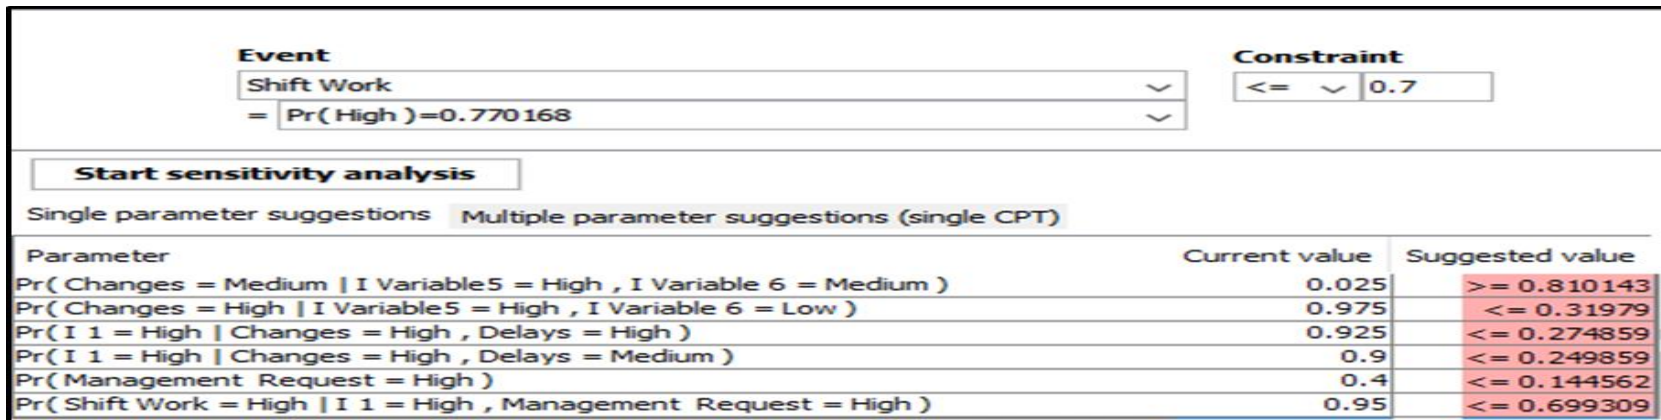 Event Constraint
Shift Work <= 0.7
= Pr( High )=0.770168
Start sensitivity analysis
Single parameter suggestions Multiple parameter suggestions (single CPT)
Parameter Current value Suggested value
Pr( Changes = Medium | I Variable5 = High , I Variable 6 = Medium ) 0.025 >= 0.810143
Pr( Changes = High | I Variable5 = High , I Variable 6 = Low ) 0.975 <= 0.31979
Pr( I 1 = High | Changes = High , Delays = High ) 0.925 <= 0.274859
Pr( I 1 = High | Changes = High , Delays = Medium ) 0.9 <= 0.249859
Pr( Management Request = High ) 0.4 <= 0.144562
Pr( Shift Work = High | I 1 = High , Management Request = High ) 0.95 <= 0.699309